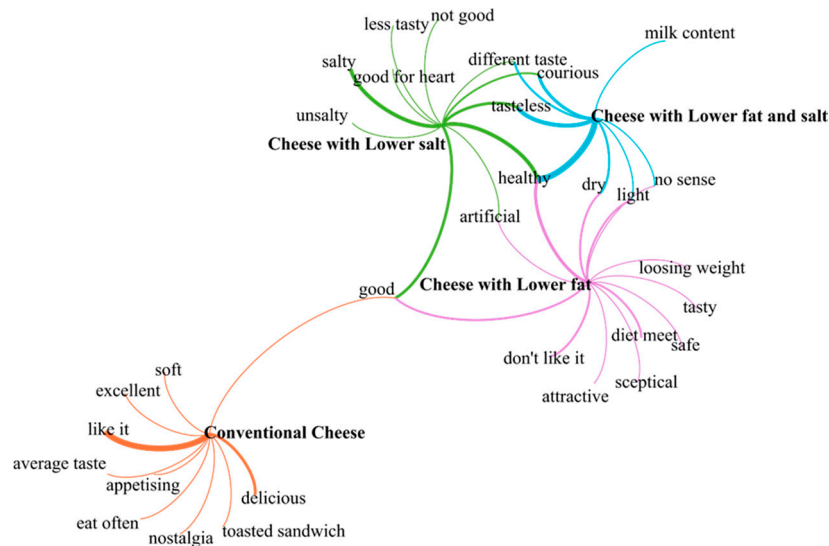 not good
less tasty
milk content
different taste
salty
good for heart
courious
tasteless
unsalty
Cheese with Lower fat and salt
Cheese with Lower salt
healthy
dry
no sense
light
artificial
loosing weight
good
Cheese with Lower fat
tasty
diet meet
safe
don't like it
soft
sceptical
excellent
attractive
like it
Conventional Cheese
average taste
appetising
delicious
eat often
toasted sandwich
nostalgia